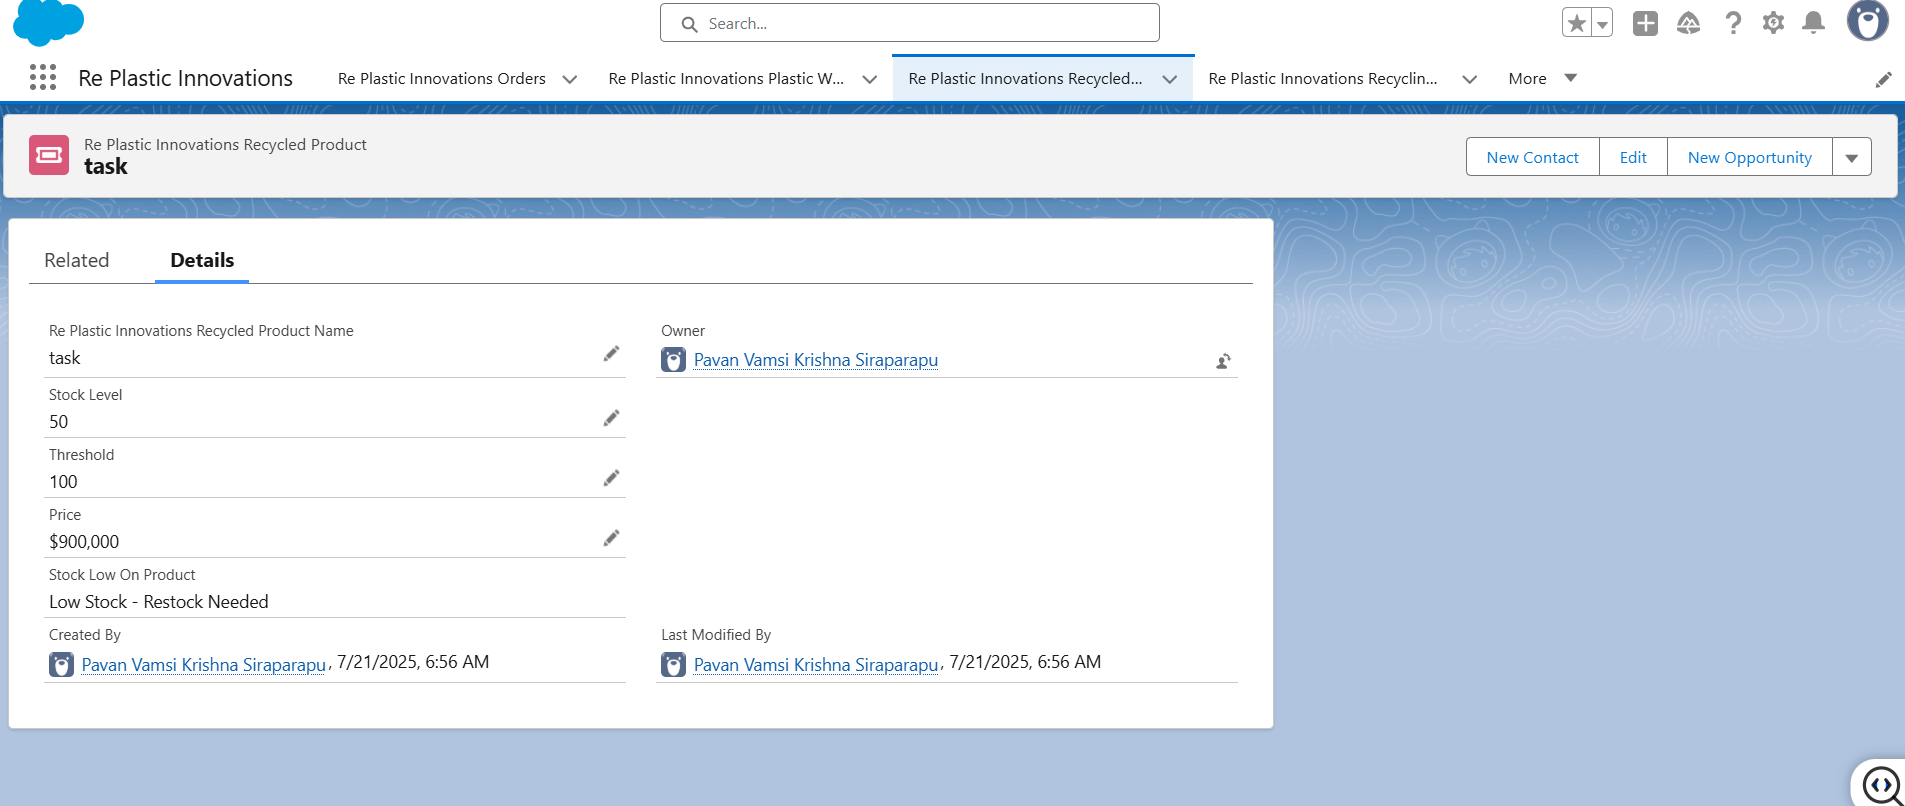 Search...
Re Plastic Innovations
Re Plastic Innovations Orders
Re Plastic Innovations Plastic W...
Re Plastic Innovations Recycled...
Re Plastic Innovations Recyclin...
More
Re Plastic Innovations Recycled Product
task
New Contact
Edit
New Opportunity
Related
Details
Re Plastic Innovations Recycled Product Name
task
Owner
Pavan Vamsi Krishna Siraparapu
Stock Level
50
Threshold
100
Price
$900,000
Stock Low On Product
Low Stock - Restock Needed
Created By
Pavan Vamsi Krishna Siraparapu, 7/21/2025, 6:56 AM
Last Modified By
Pavan Vamsi Krishna Siraparapu, 7/21/2025, 6:56 AM